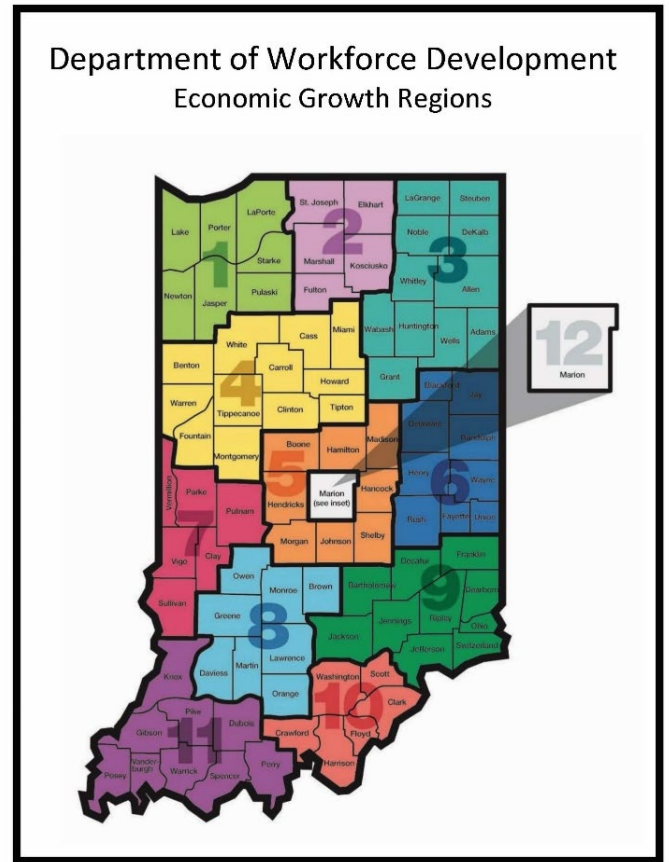 Department of Workforce Development
Economic Growth Regions
St. Joseph
Elkhart
LaGrange
Steuben
LaPorte
Lake
Porter
2
Noble
DeKalb
1
Starke
Marshall
Kosciusko
3
Newton
Jasper
Pulaski
Fulton
Whitley
Allen
White
Cass
Miami
Wabash
Huntington
Wells
Adams
12
Marion
Benton
Carroll
Grant
Blackford
Jay
Warren
4
Howard
Tippecanoe
Clinton
Tipton
Delaware
Randolph
Fountain
Montgomery
Boone
Hamilton
Madison
5
Vermillion
Parke
Hendricks
Marion
(see inset)
Hancock
Henry
6
Wayne
Putnam
Rush
Fayette
Union
7
Morgan
Johnson
Shelby
Vigo
Clay
Owen
Monroe
Brown
Decatur
Franklin
Bartholomew
9
Dearborn
Sullivan
Greene
8
Jennings
Ripley
Ohio
Jackson
Jefferson
Switzerland
Daviess
Martin
Lawrence
Knox
Orange
Washington
Scott
10
Clark
Pike
Dubois
Gibson
11
Crawford
Floyd
Posey
Vander-
burgh
Warrick
Spencer
Perry
Harrison